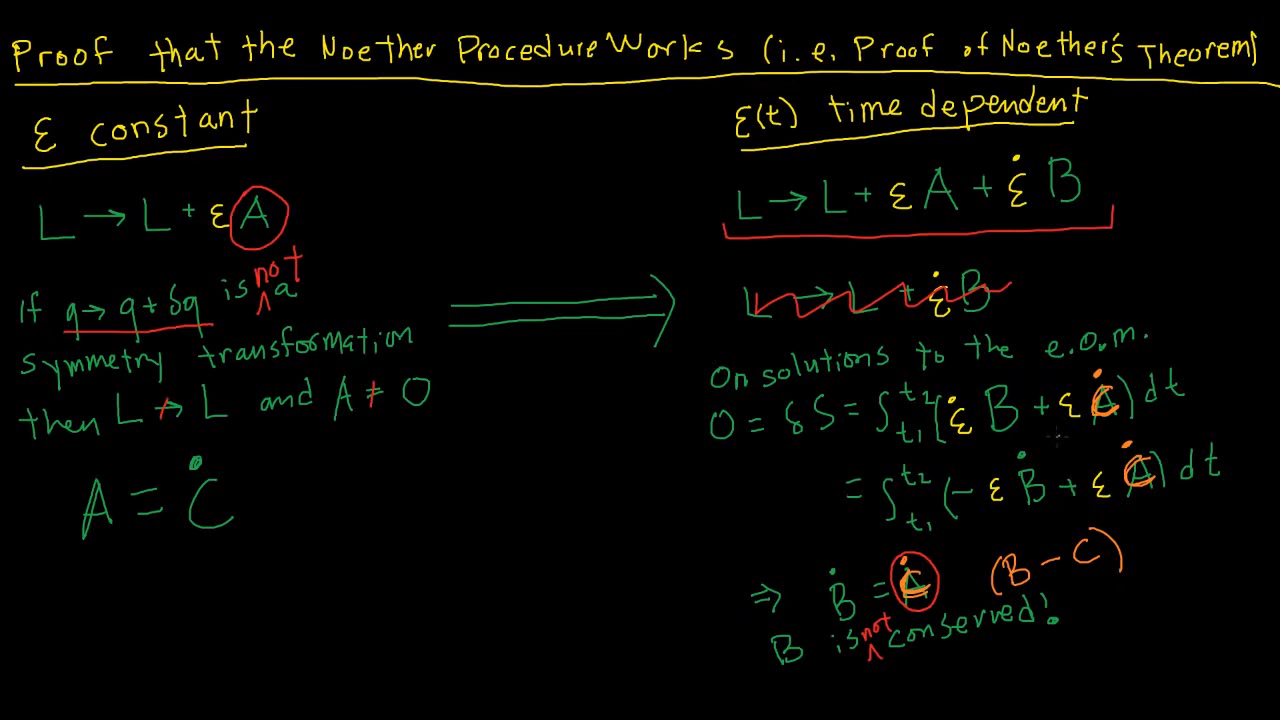 Proof that the Noether Procedure Works (i.e. Proof of Noether's Theorem)
ε constant
L → L + εA
If q → q + δq is not a
symmetry transformation
then L ↛ L and A ≠ 0
A = Ċ
ε(t) time dependent
L → L + εA + ε̇B
L → L + ε̇B
On solutions to the e.o.m.
0 = δS = ∫t₁^t₂ (ε̇B + εĊ) dt
= ∫t₁^t₂ (-εḂ + εĊ) dt
⇒ Ḃ = Ċ (B - C)
B is not conserved!